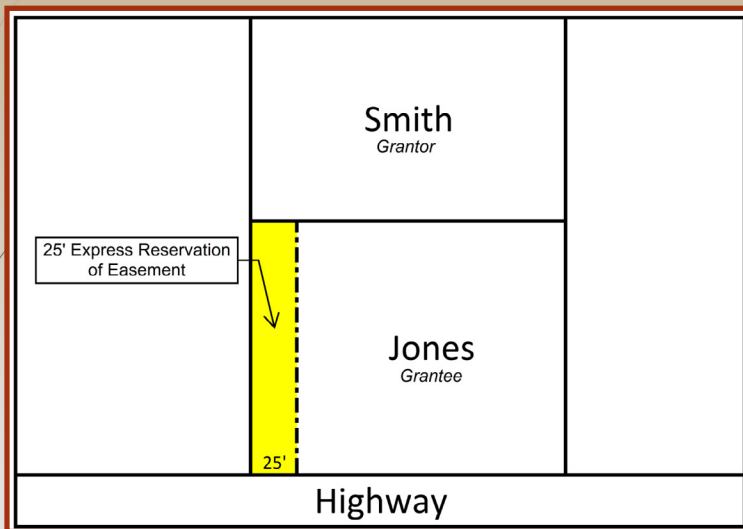 Smith
Grantor
25' Express Reservation
of Easement
Jones
Grantee
25'
Highway